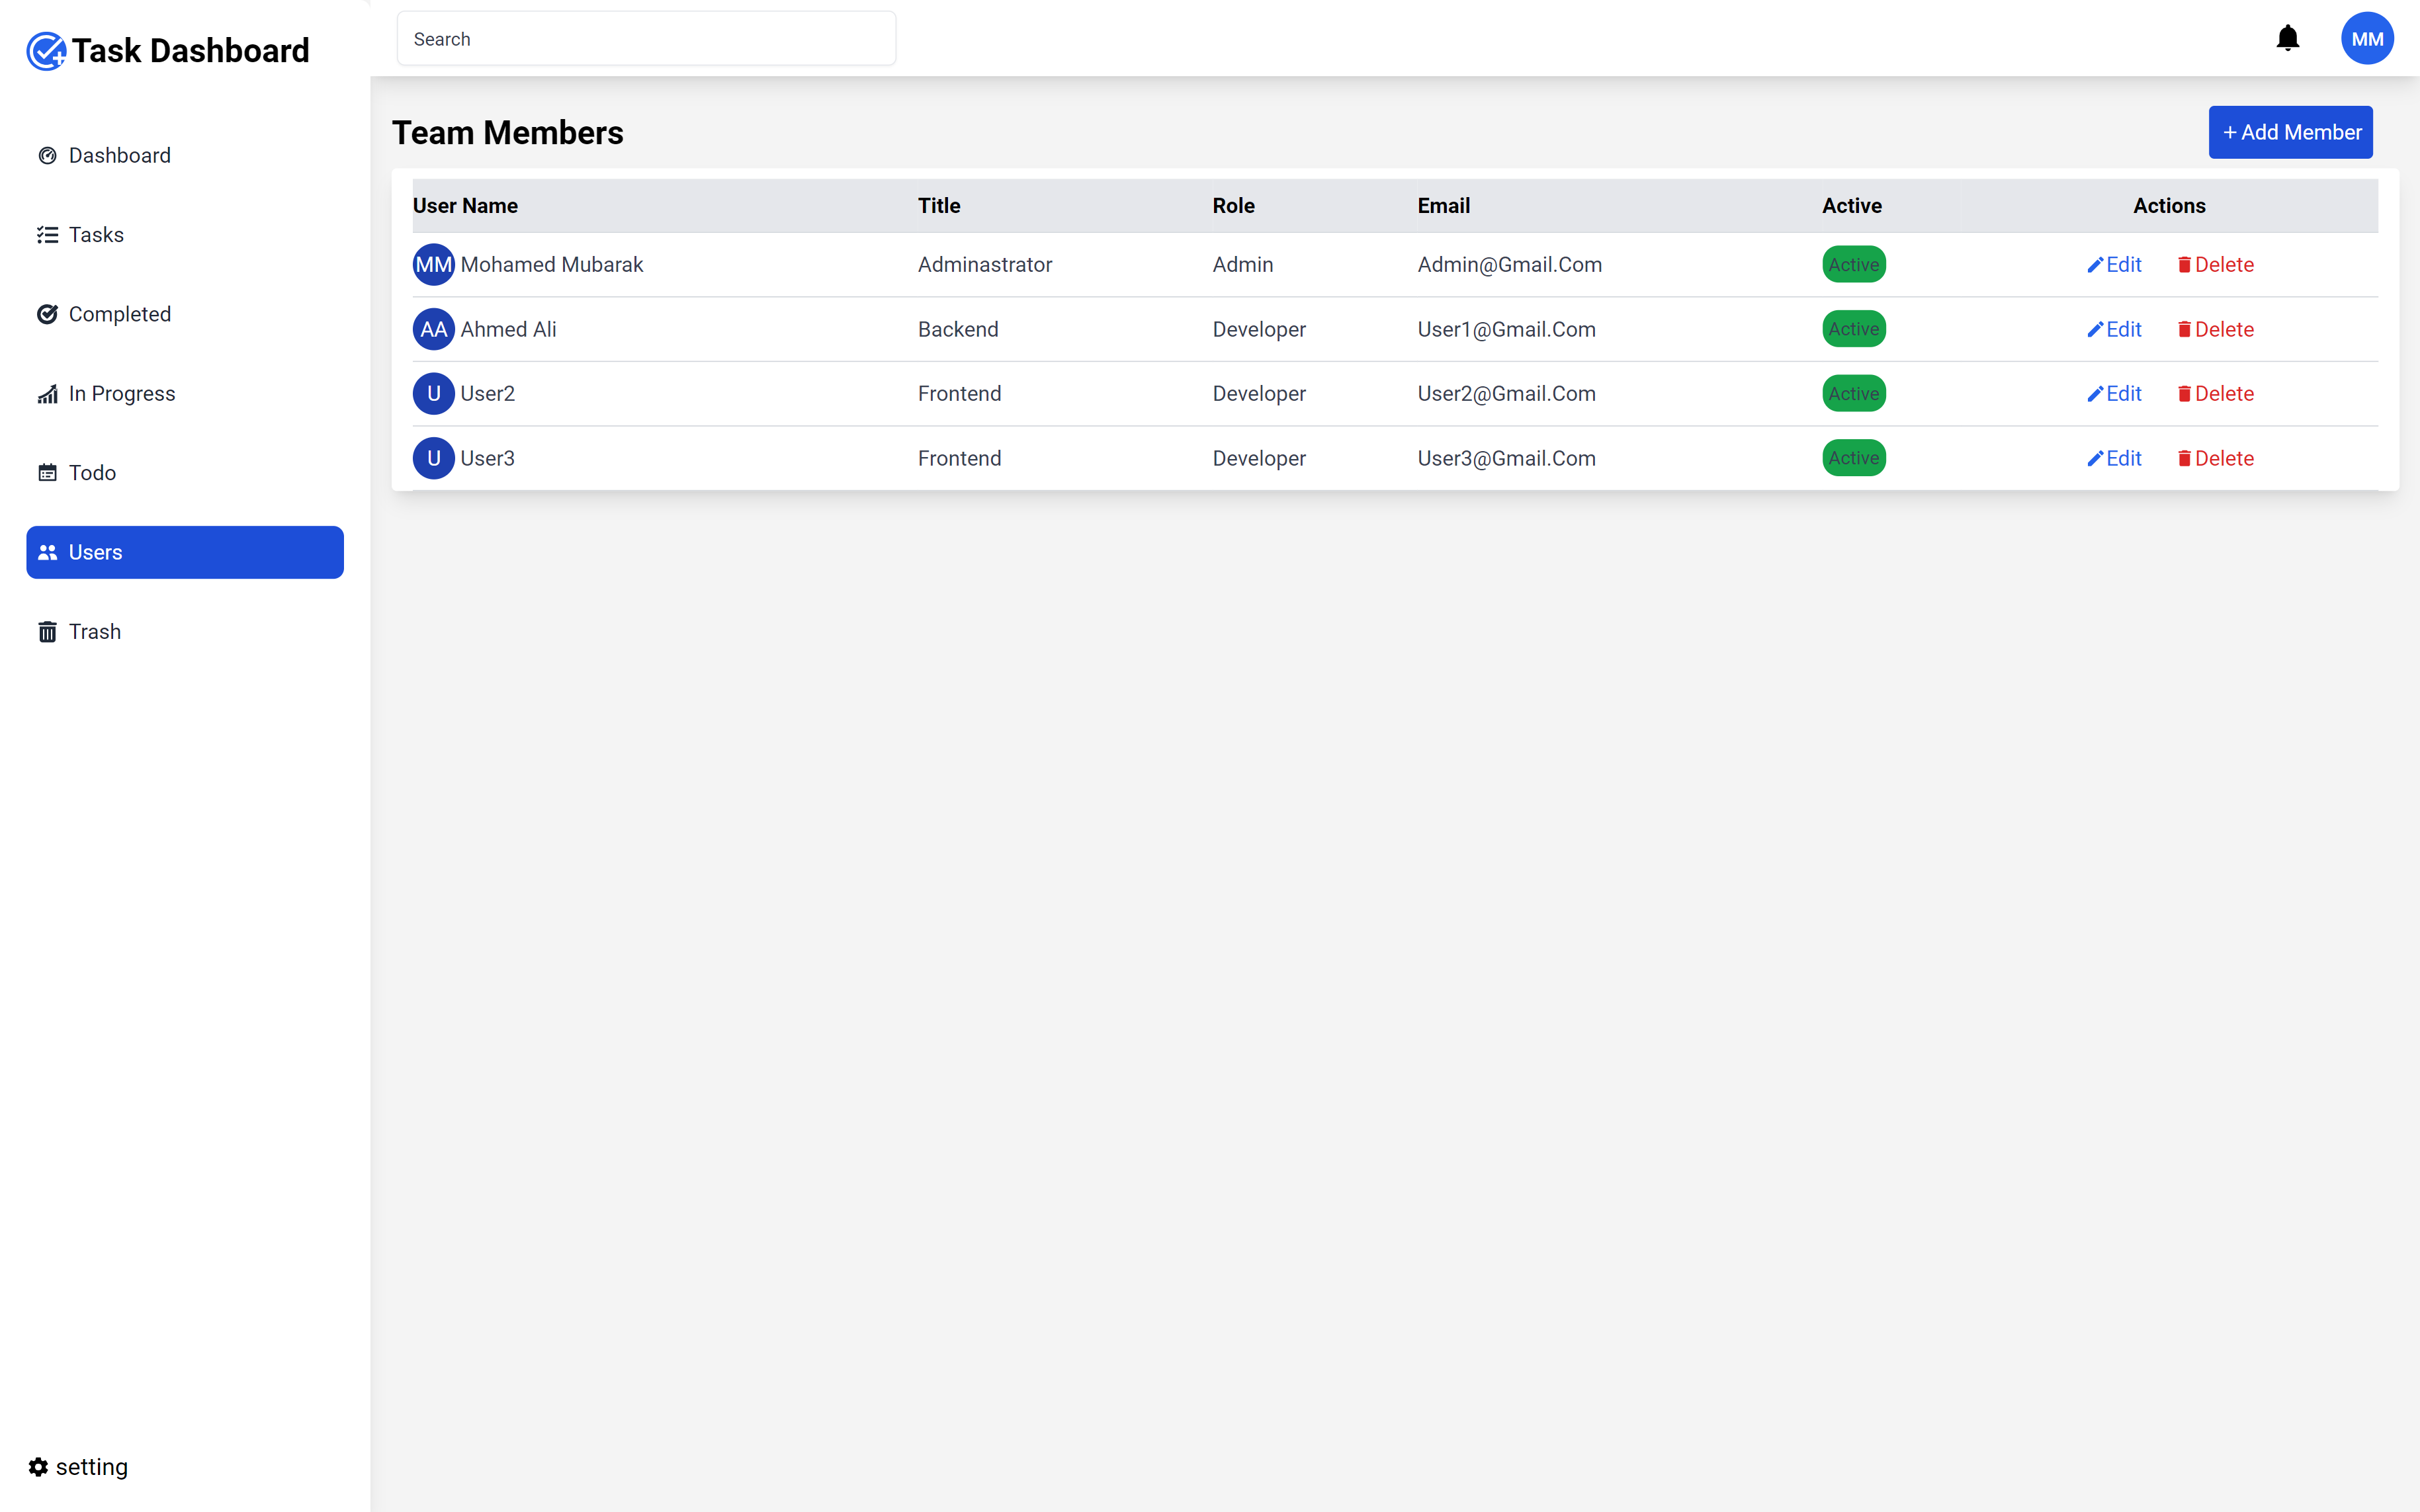 Task Dashboard
Search
MM
Dashboard
Tasks
Completed
In Progress
Todo
Users
Trash
setting
Team Members
+ Add Member
User Name Title Role Email Active Actions
MM Mohamed Mubarak Adminastrator Admin Admin@Gmail.Com Active Edit Delete
AA Ahmed Ali Backend Developer User1@Gmail.Com Active Edit Delete
U User2 Frontend Developer User2@Gmail.Com Active Edit Delete
U User3 Frontend Developer User3@Gmail.Com Active Edit Delete